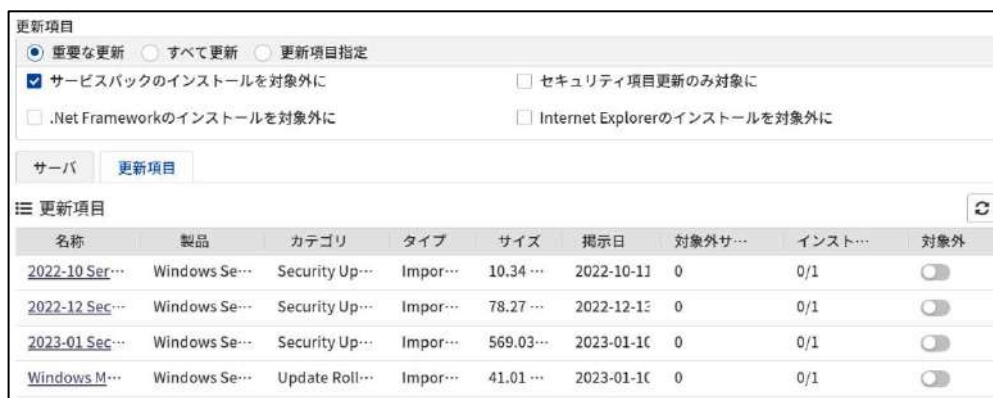 更新項目
重要な更新 すべて更新 更新項目指定
サービスパックのインストールを対象外に セキュリティ項目更新のみ対象に
.Net Frameworkのインストールを対象外に Internet Explorerのインストールを対象外に
サーバ 更新項目
更新項目
名称 製品 カテゴリ タイプ サイズ 掲示日 対象外サ… インスト… 対象外
2022-10 Ser… Windows Se… Security Up… Impor… 10.34 … 2022-10-11 0 0/1
2022-12 Sec… Windows Se… Security Up… Impor… 78.27 … 2022-12-13 0 0/1
2023-01 Sec… Windows Se… Security Up… Impor… 569.03… 2023-01-10 0 0/1
Windows M… Windows Se… Update Roll… Impor… 41.01 … 2023-01-10 0 0/1